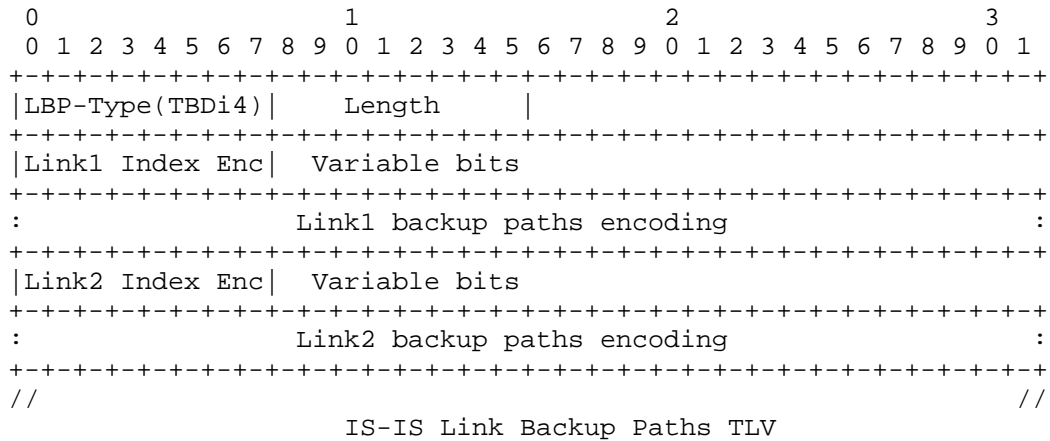 0                   1                   2                   3
 0 1 2 3 4 5 6 7 8 9 0 1 2 3 4 5 6 7 8 9 0 1 2 3 4 5 6 7 8 9 0 1
+-+-+-+-+-+-+-+-+-+-+-+-+-+-+-+-+-+-+-+-+-+-+-+-+-+-+-+-+-+-+-+-+
|LBP-Type(TBDi4)|    Length     |
+-+-+-+-+-+-+-+-+-+-+-+-+-+-+-+-+-+-+-+-+-+-+-+-+-+-+-+-+-+-+-+-+
|Link1 Index Enc|  Variable bits
+-+-+-+-+-+-+-+-+-+-+-+-+-+-+-+-+-+-+-+-+-+-+-+-+-+-+-+-+-+-+-+-+
:                 Link1 backup paths encoding                   :
+-+-+-+-+-+-+-+-+-+-+-+-+-+-+-+-+-+-+-+-+-+-+-+-+-+-+-+-+-+-+-+-+
|Link2 Index Enc|  Variable bits
+-+-+-+-+-+-+-+-+-+-+-+-+-+-+-+-+-+-+-+-+-+-+-+-+-+-+-+-+-+-+-+-+
:                 Link2 backup paths encoding                   :
+-+-+-+-+-+-+-+-+-+-+-+-+-+-+-+-+-+-+-+-+-+-+-+-+-+-+-+-+-+-+-+-+
//                                                             //
                     IS-IS Link Backup Paths TLV